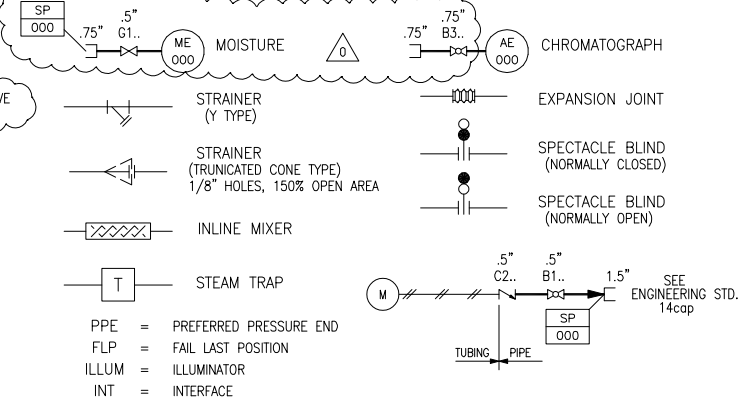 SP
000
.75"
.5"
G1..
ME
000
MOISTURE
0
.75"
.75"
B3..
AE
000
CHROMATOGRAPH
VE
STRAINER
(Y TYPE)
EXPANSION JOINT
STRAINER
(TRUNICATED CONE TYPE)
1/8" HOLES, 150% OPEN AREA
SPECTACLE BLIND
(NORMALLY CLOSED)
SPECTACLE BLIND
(NORMALLY OPEN)
INLINE MIXER
T
STEAM TRAP
M
.5"
C2..
.5"
B1..
1.5"
SEE
ENGINEERING STD.
14cap
SP
000
TUBING
PIPE
PPE = PREFERRED PRESSURE END
FLP = FAIL LAST POSITION
ILLUM = ILLUMINATOR
INT = INTERFACE